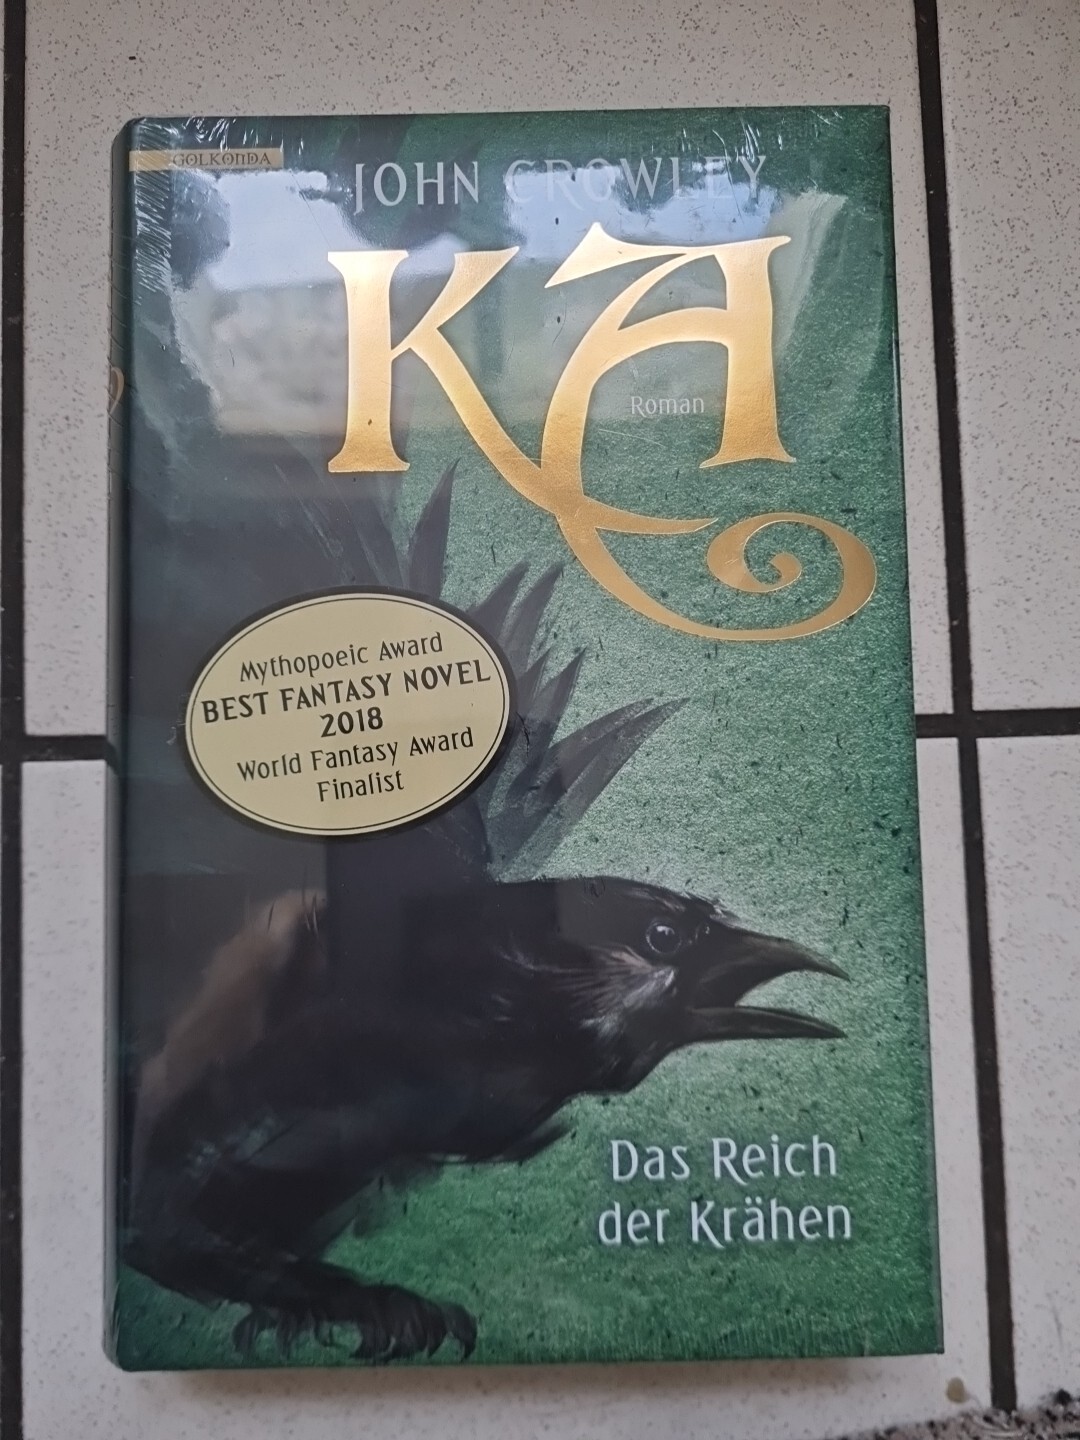 GOLKONDA
JOHN CROWLEY
KA
Roman
Mythopoeic Award
BEST FANTASY NOVEL
2018
World Fantasy Award
Finalist
Das Reich
der Krähen